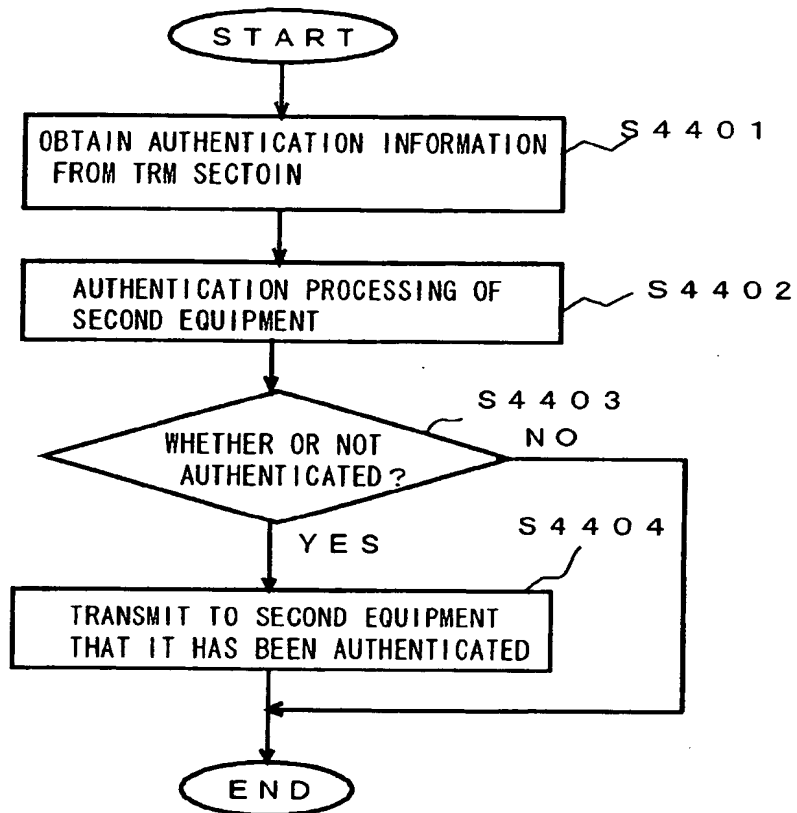 START
OBTAIN AUTHENTICATION INFORMATION
FROM TRM SECTOIN
S4401
AUTHENTICATION PROCESSING OF
SECOND EQUIPMENT
S4402
S4403
WHETHER OR NOT
AUTHENTICATED?
NO
YES
S4404
TRANSMIT TO SECOND EQUIPMENT
THAT IT HAS BEEN AUTHENTICATED
END